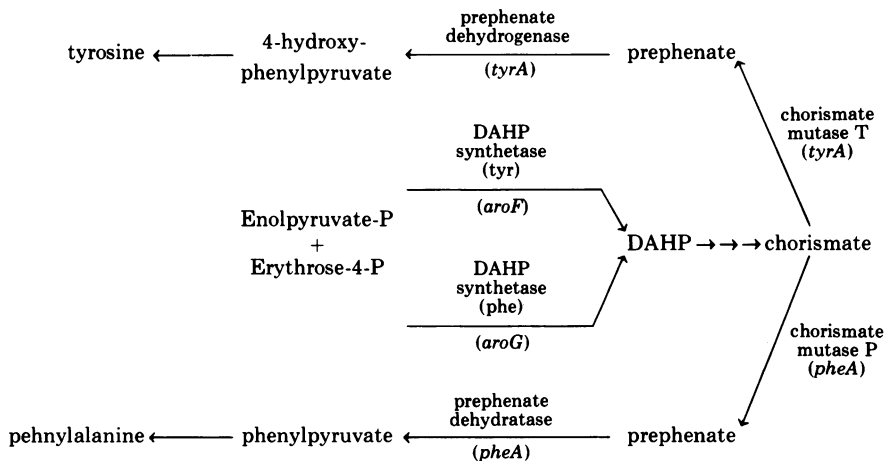 prephenate
dehydrogenase
tyrosine
4-hydroxy-
phenylpyruvate
(tyrA)
prephenate
chorismate
mutase T
(tyrA)
DAHP
synthetase
(tyr)
(aroF)
Enolpyruvate-P
+
Erythrose-4-P
DAHP
chorismate
DAHP
synthetase
(phe)
(aroG)
chorismate
mutase P
(pheA)
prephenate
dehydratase
pehnylalanine
phenylpyruvate
(pheA)
prephenate